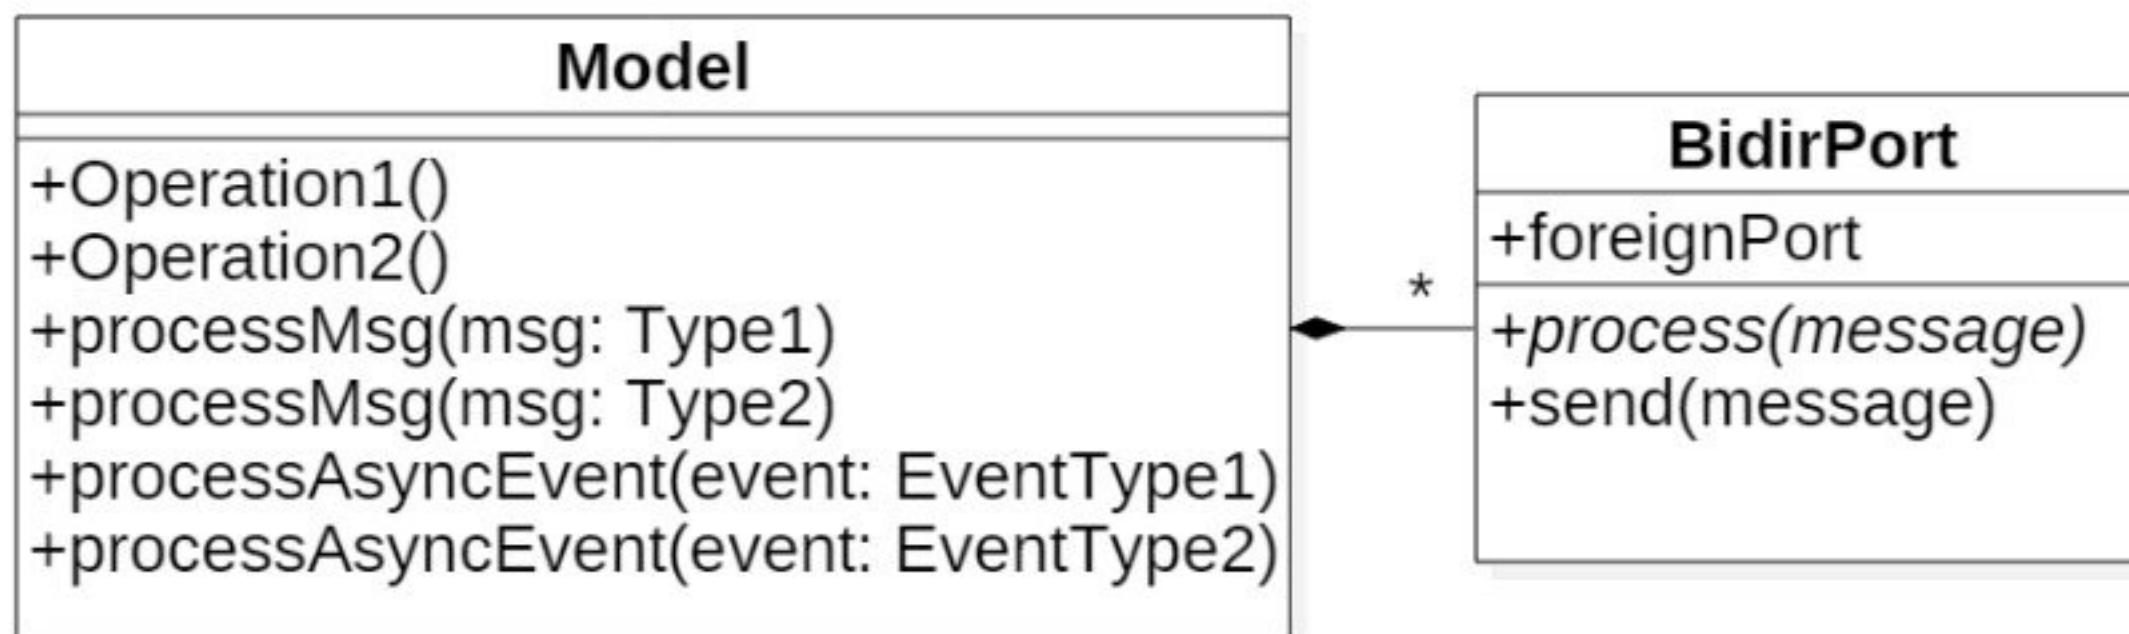 Model
+Operation1()
+Operation2()
+processMsg(msg: Type1)
+processMsg(msg: Type2)
+processAsyncEvent(event: EventType1)
+processAsyncEvent(event: EventType2)
*
BidirPort
+foreignPort
+process(message)
+send(message)